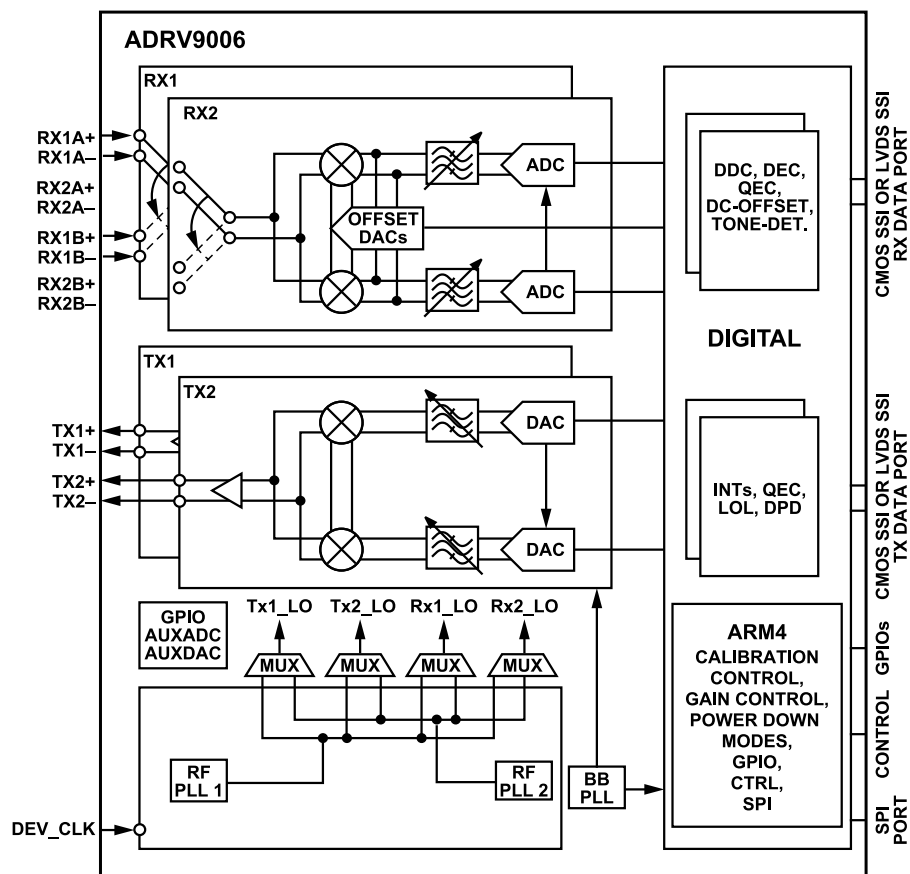 ADRV9006
RX1
RX2
RX1A+
RX1A–
RX2A+
RX2A–
RX1B+
RX1B–
RX2B+
RX2B–
ADC
OFFSET
DACs
ADC
DDC, DEC,
QEC,
DC-OFFSET,
TONE-DET.
CMOS SSI OR LVDS SSI
RX DATA PORT
DIGITAL
TX1
TX2
TX1+
TX1–
TX2+
TX2–
DAC
DAC
INTs, QEC,
LOL, DPD
CMOS SSI OR LVDS SSI
TX DATA PORT
GPIO
AUXADC
AUXDAC
Tx1_LO
Tx2_LO
Rx1_LO
Rx2_LO
MUX
MUX
MUX
MUX
RF
PLL 1
RF
PLL 2
BB
PLL
ARM4
CALIBRATION
CONTROL,
GAIN CONTROL,
POWER DOWN
MODES,
GPIO,
CTRL,
SPI
GPIOs
CONTROL
SPI
PORT
DEV_CLK